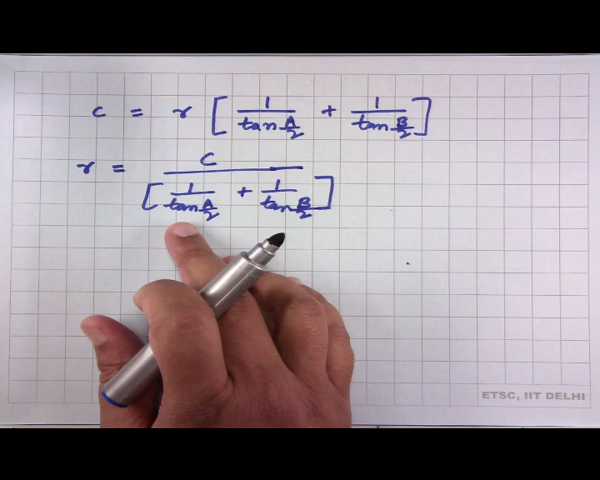 c = r [ 1/tan A/2 + 1/tan B/2 ]
r = c / [ 1/tan A/2 + 1/tan B/2 ]
ETSC, IIT DELHI